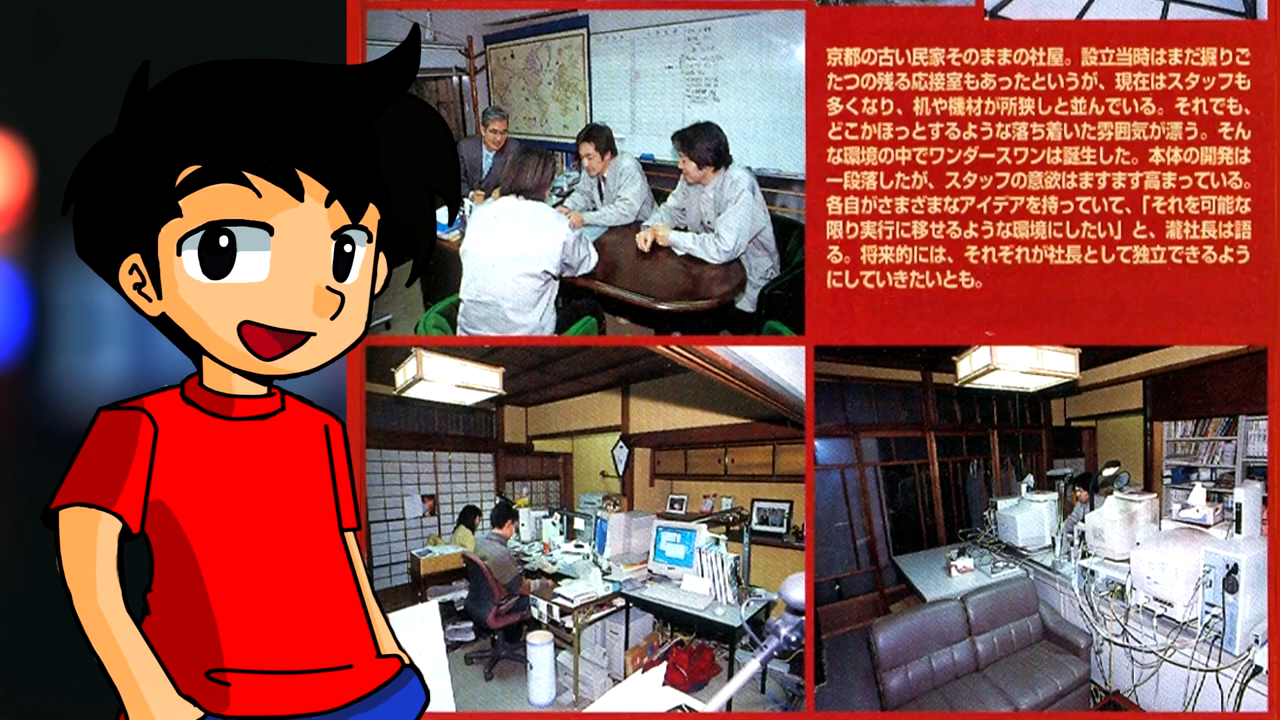 京都の古い民家そのままの社屋。設立当時はまだ掘りご
たつの残る応接室もあったというが、現在はスタッフも
多くなり、机や機材が所狭しと並んでいる。それでも、
どこかほっとするような落ち着いた雰囲気が漂う。そん
な環境の中でワンダースワンは誕生した。本体の開発は
一段落したが、スタッフの意欲はますます高まっている。
各自がさまざまなアイデアを持っていて、「それを可能な
限り実行に移せるような環境にしたい」と、瀧社長は語
る。将来的には、それぞれが社長として独立できるよう
にしていきたいとも。